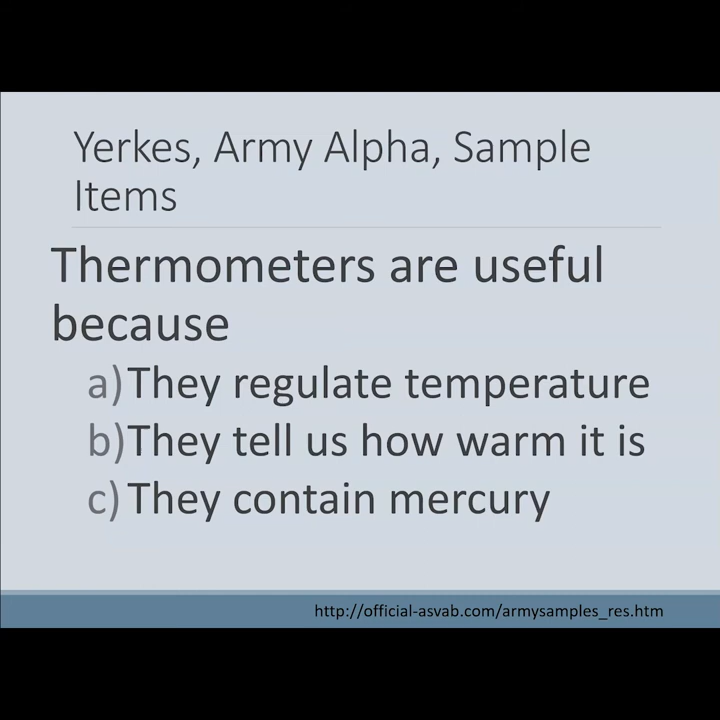 Yerkes, Army Alpha, Sample
Items
Thermometers are useful
because
a) They regulate temperature
b) They tell us how warm it is
c) They contain mercury
http://official-asvab.com/armysamples_res.htm